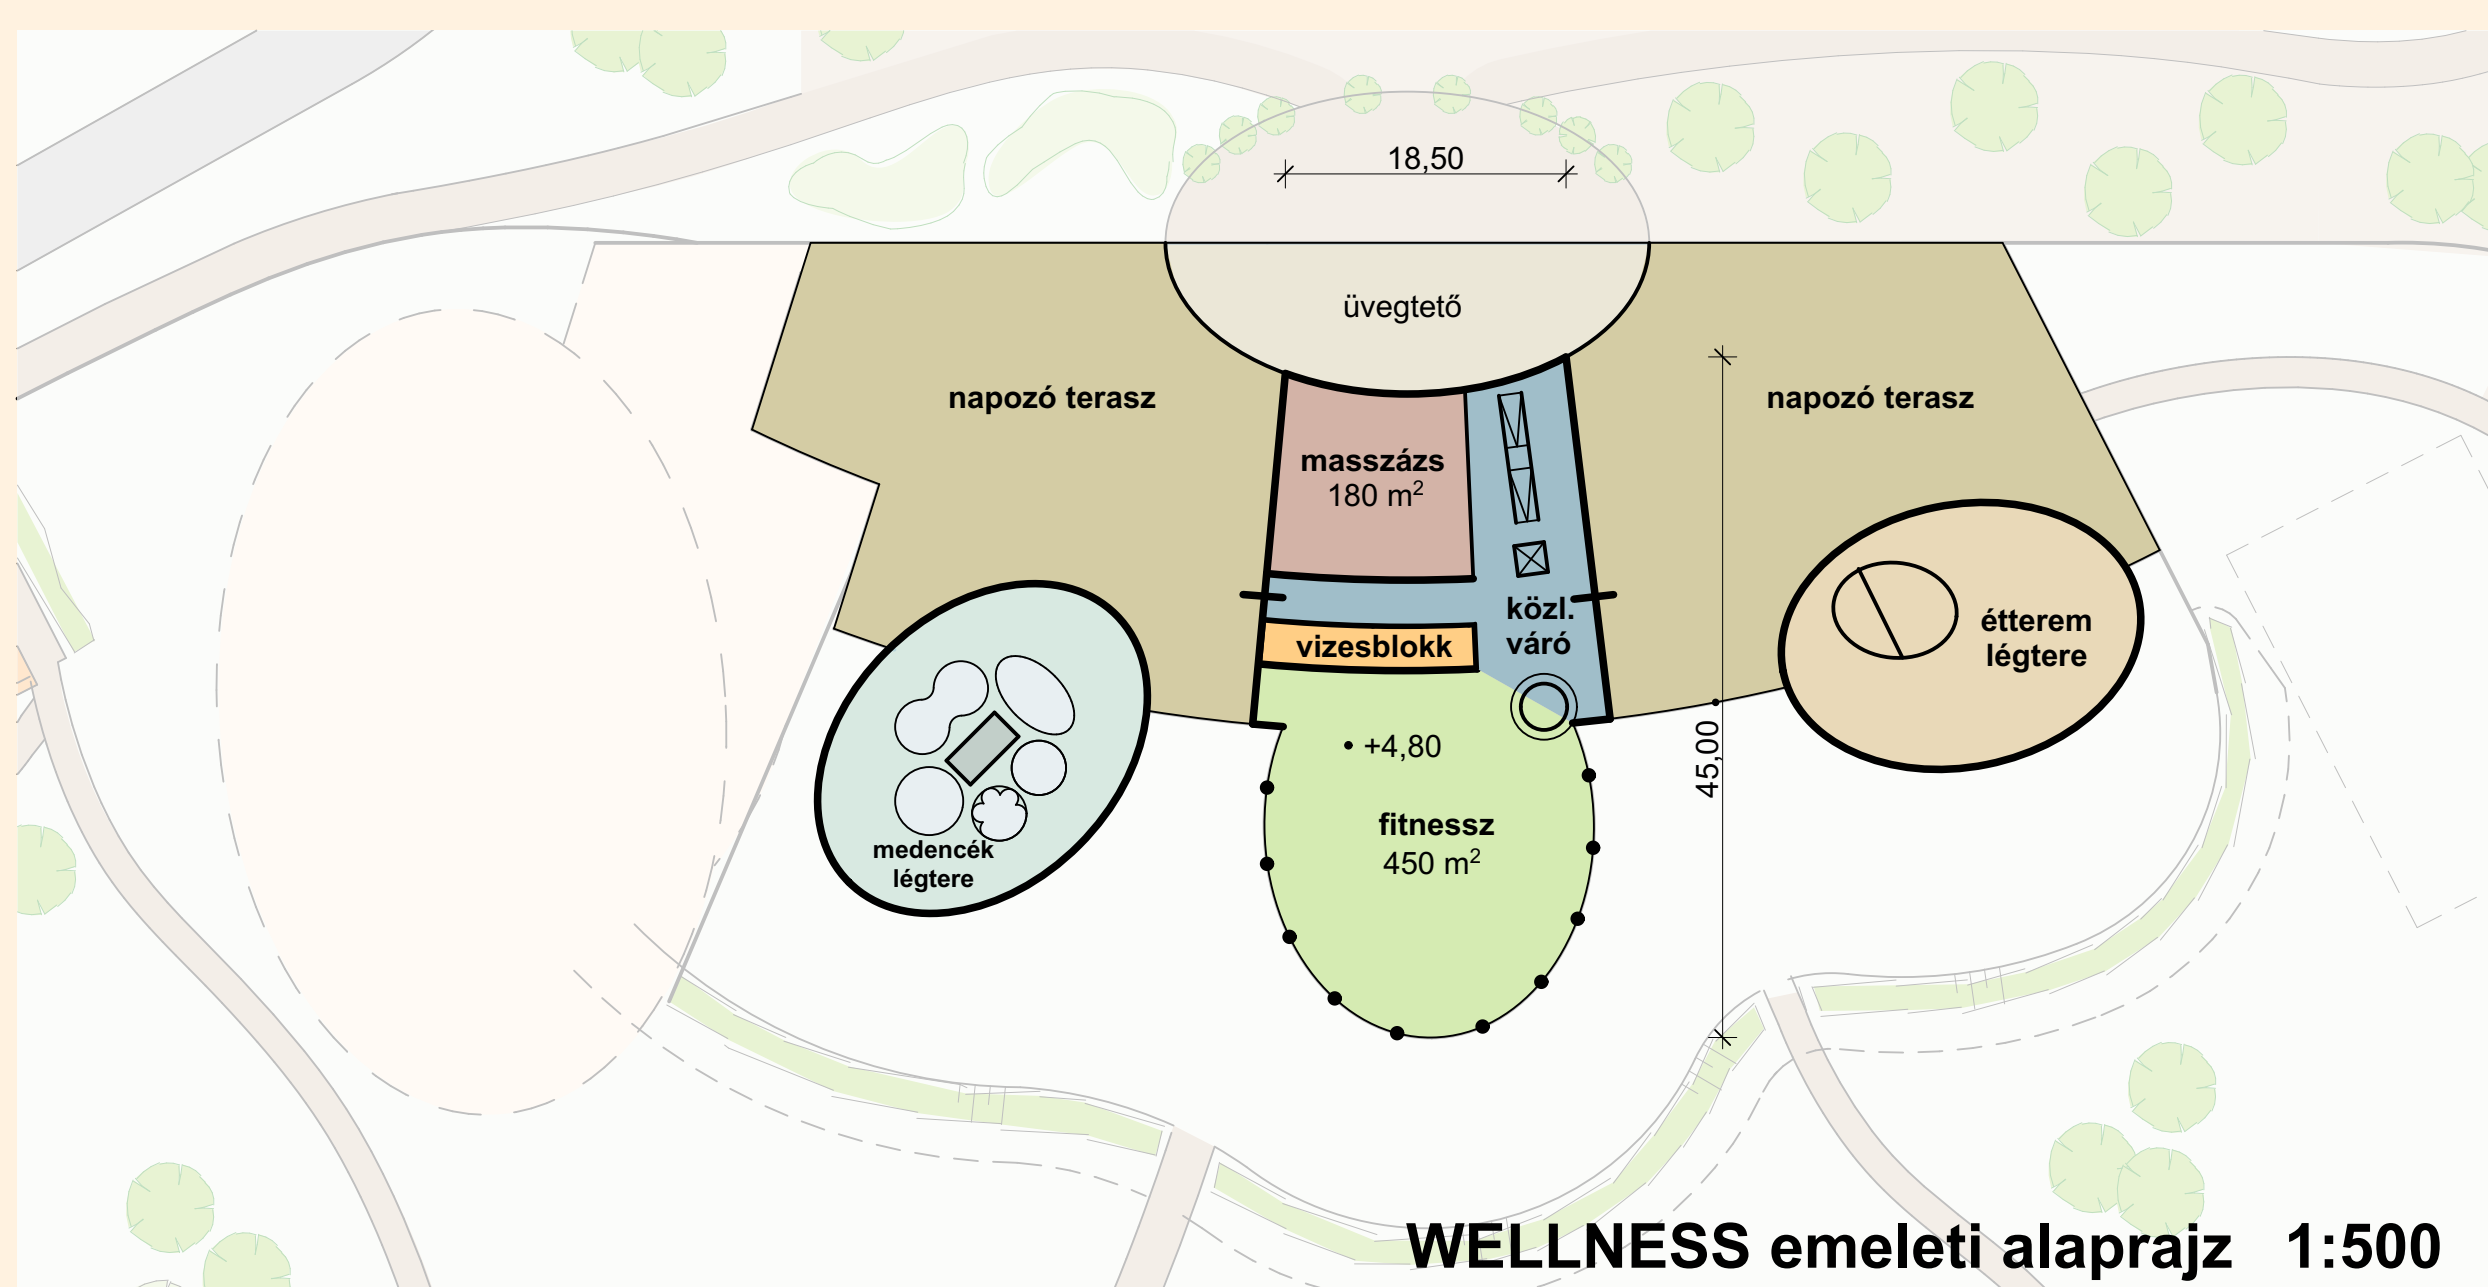 18,50
üvegtető
napozó terasz
napozó terasz
masszázs
180 m²
közl.
váró
vizesblokk
étterem
légtere
+4,80
45,00
fitnessz
450 m²
medencék
légtere
WELLNESS emeleti alaprajz 1:500